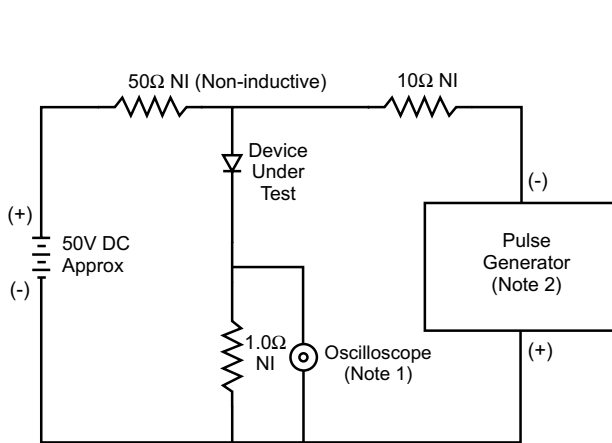 50Ω NI (Non-inductive)
10Ω NI
Device
Under
Test
(-)
(+)
50V DC
Approx
(-)
Pulse
Generator
(Note 2)
1.0Ω
NI
Oscilloscope
(Note 1)
(+)